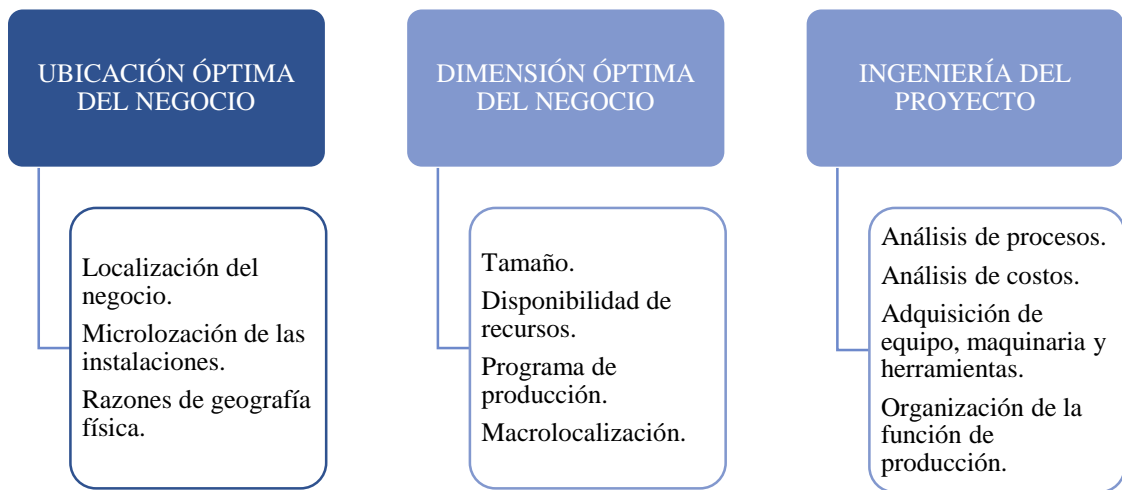 UBICACIÓN ÓPTIMA
DEL NEGOCIO
Localización del
negocio.
Microlozación de las
instalaciones.
Razones de geografía
física.
DIMENSIÓN ÓPTIMA
DEL NEGOCIO
Tamaño.
Disponibilidad de
recursos.
Programa de
producción.
Macrolocalización.
INGENIERÍA DEL
PROYECTO
Análisis de procesos.
Análisis de costos.
Adquisición de
equipo, maquinaria y
herramientas.
Organización de la
función de
producción.